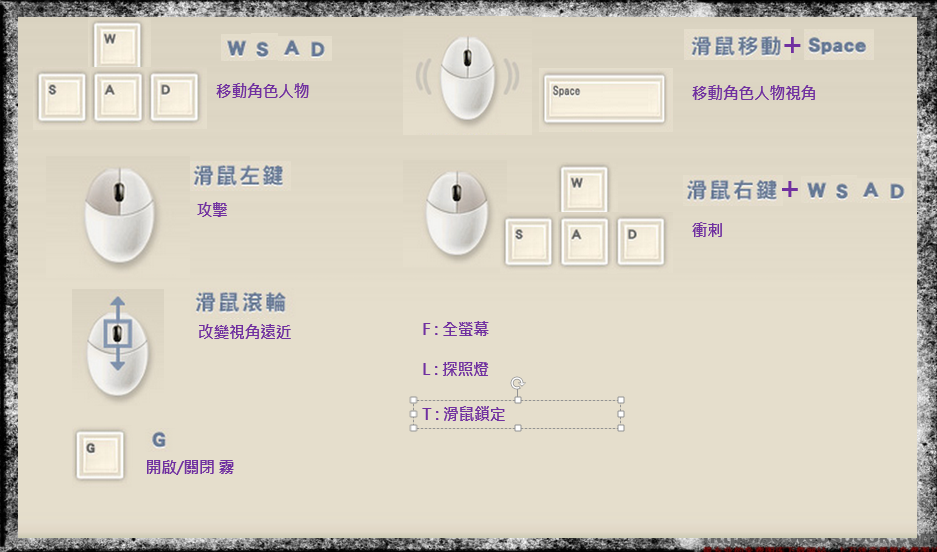 W
S A D
W S A D
移動角色人物
Space
滑鼠移動+ Space
移動角色人物視角
滑鼠左鍵
攻擊
W
S A D
滑鼠右鍵+ W S A D
衝刺
滑鼠滾輪
改變視角遠近
F : 全螢幕
L : 探照燈
T : 滑鼠鎖定
G
G
開啟/關閉 霧